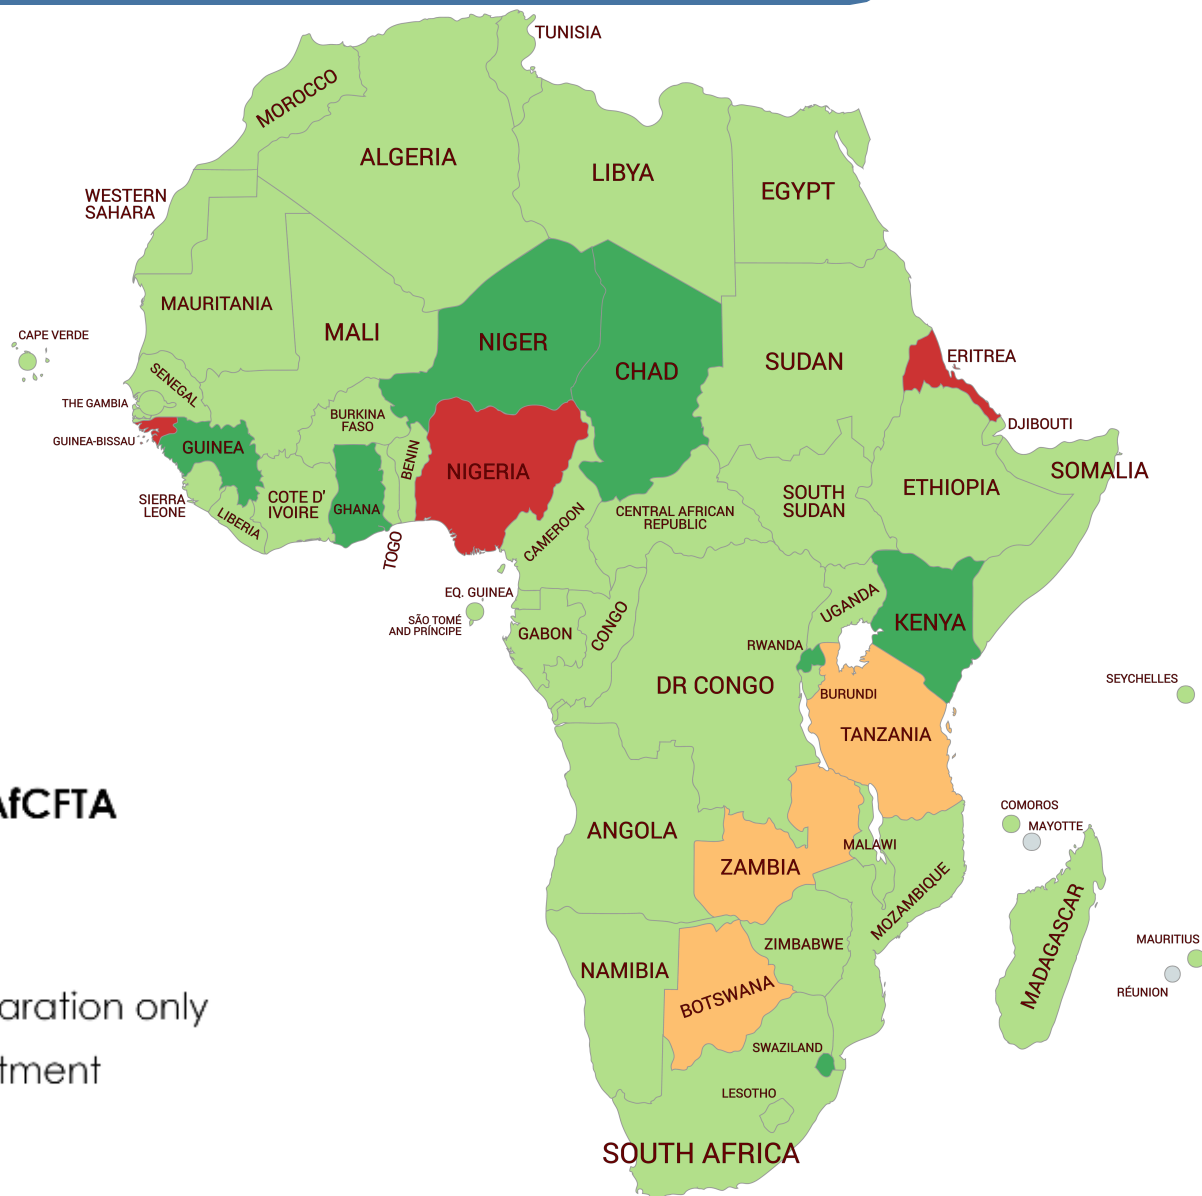 TUNISIA
MOROCCO
ALGERIA
LIBYA
EGYPT
WESTERN
SAHARA
MAURITANIA
MALI
NIGER
CHAD
SUDAN
ERITREA
CAPE VERDE
SENEGAL
THE GAMBIA
GUINEA-BISSAU
GUINEA
BURKINA
FASO
BENIN
NIGERIA
DJIBOUTI
SOMALIA
ETHIOPIA
SOUTH
SUDAN
SIERRA
LEONE
LIBERIA
COTE D'
IVOIRE
GHANA
TOGO
CAMEROON
CENTRAL AFRICAN
REPUBLIC
EQ. GUINEA
SÃO TOMÉ
AND PRÍNCIPE
GABON
CONGO
UGANDA
KENYA
RWANDA
DR CONGO
BURUNDI
TANZANIA
SEYCHELLES
AfCFTA
COMOROS
MAYOTTE
ANGOLA
ZAMBIA
MALAWI
MOZAMBIQUE
MADAGASCAR
MAURITIUS
RÉUNION
ZIMBABWE
NAMIBIA
BOTSWANA
aration only
tment
SWAZILAND
LESOTHO
SOUTH AFRICA